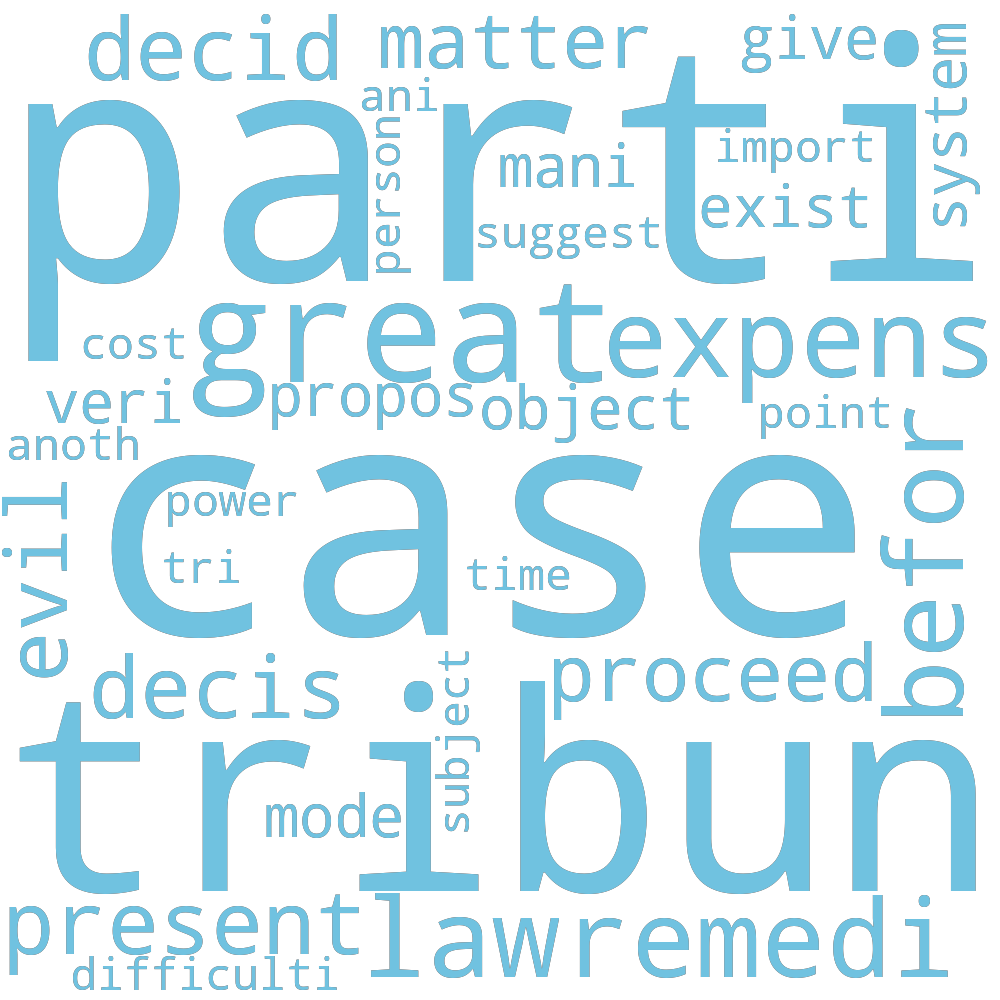 decid
matter
give
system
parti
ani
person
mani
import
suggest
exist
great
expens
cost
veri
propos
object
point
anoth
befor
case
evil
power
tri
time
decis
subject
proceed
tribun
mode
present
law
remedi
difficulti